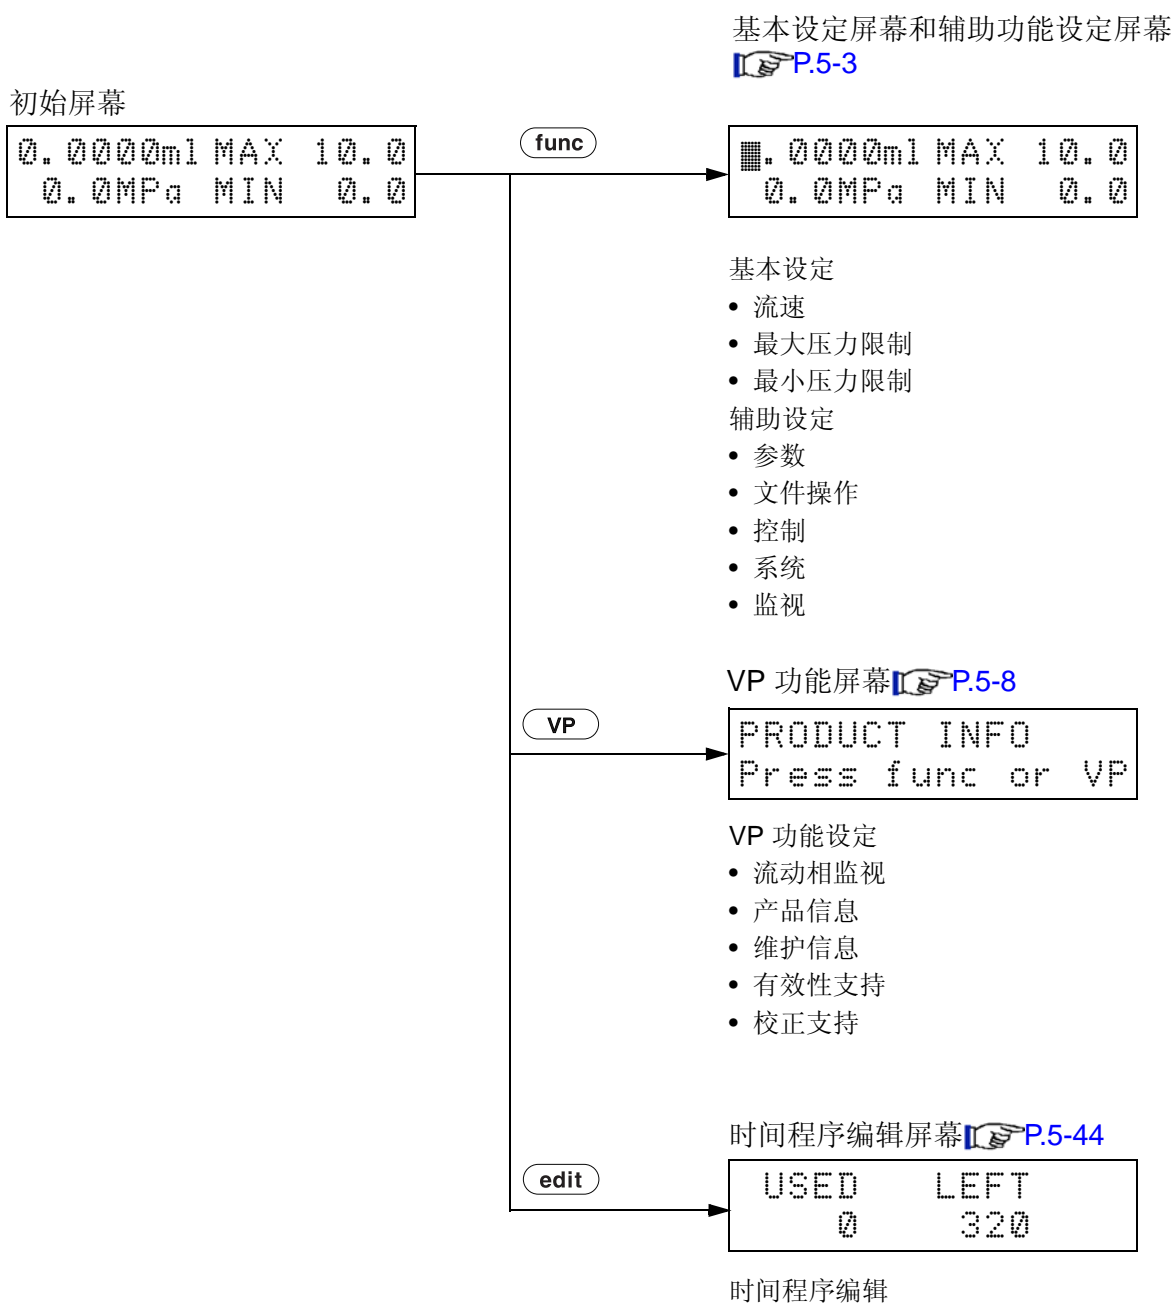 基本设定屏幕和辅助功能设定屏幕
P.5-3
初始屏幕
0.0000ml MAX 10.0
0.0MPa MIN 0.0
func
.0000ml MAX 10.0
0.0MPa MIN 0.0
基本设定
• 流速
• 最大压力限制
• 最小压力限制
辅助设定
• 参数
• 文件操作
• 控制
• 系统
• 监视
VP 功能屏幕 P.5-8
VP
PRODUCT INFO
Press func or VP
VP 功能设定
• 流动相监视
• 产品信息
• 维护信息
• 有效性支持
• 校正支持
时间程序编辑屏幕 P.5-44
edit
USED LEFT
0 320
时间程序编辑